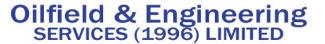 Oilfield & Engineering
SERVICES (1996) LIMITED